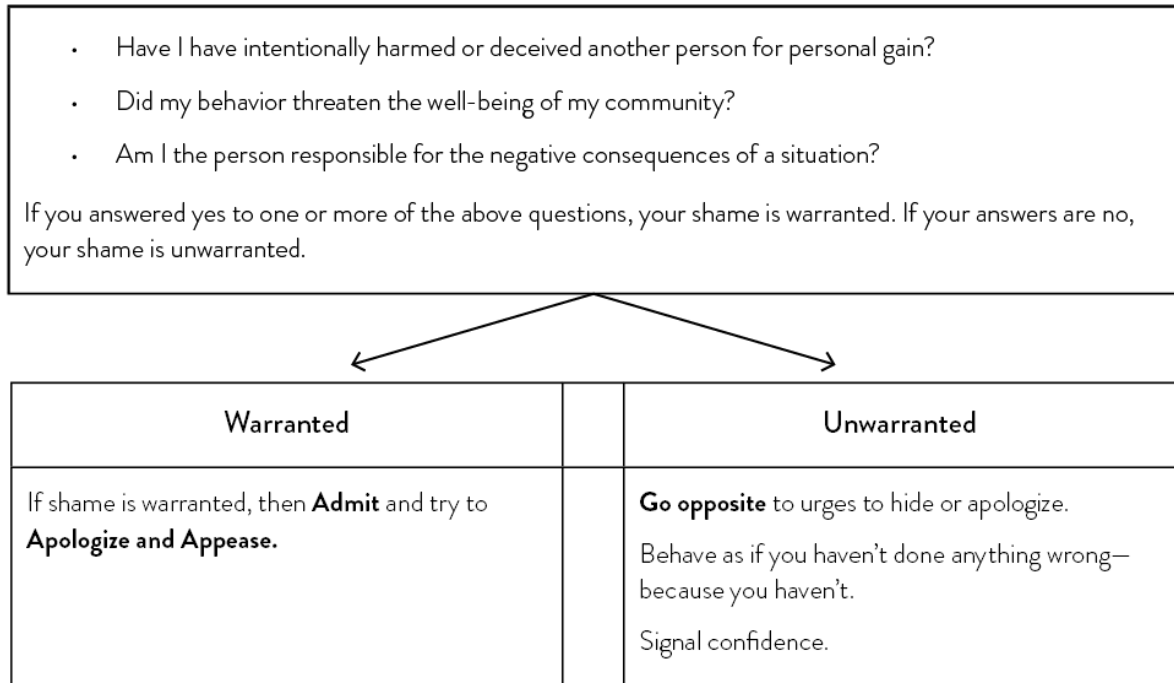 • Have I have intentionally harmed or deceived another person for personal gain?
• Did my behavior threaten the well-being of my community?
• Am I the person responsible for the negative consequences of a situation?
If you answered yes to one or more of the above questions, your shame is warranted. If your answers are no,
your shame is unwarranted.
Warranted
If shame is warranted, then Admit and try to
Apologize and Appease.
Unwarranted
Go opposite to urges to hide or apologize.
Behave as if you haven't done anything wrong—
because you haven't.
Signal confidence.